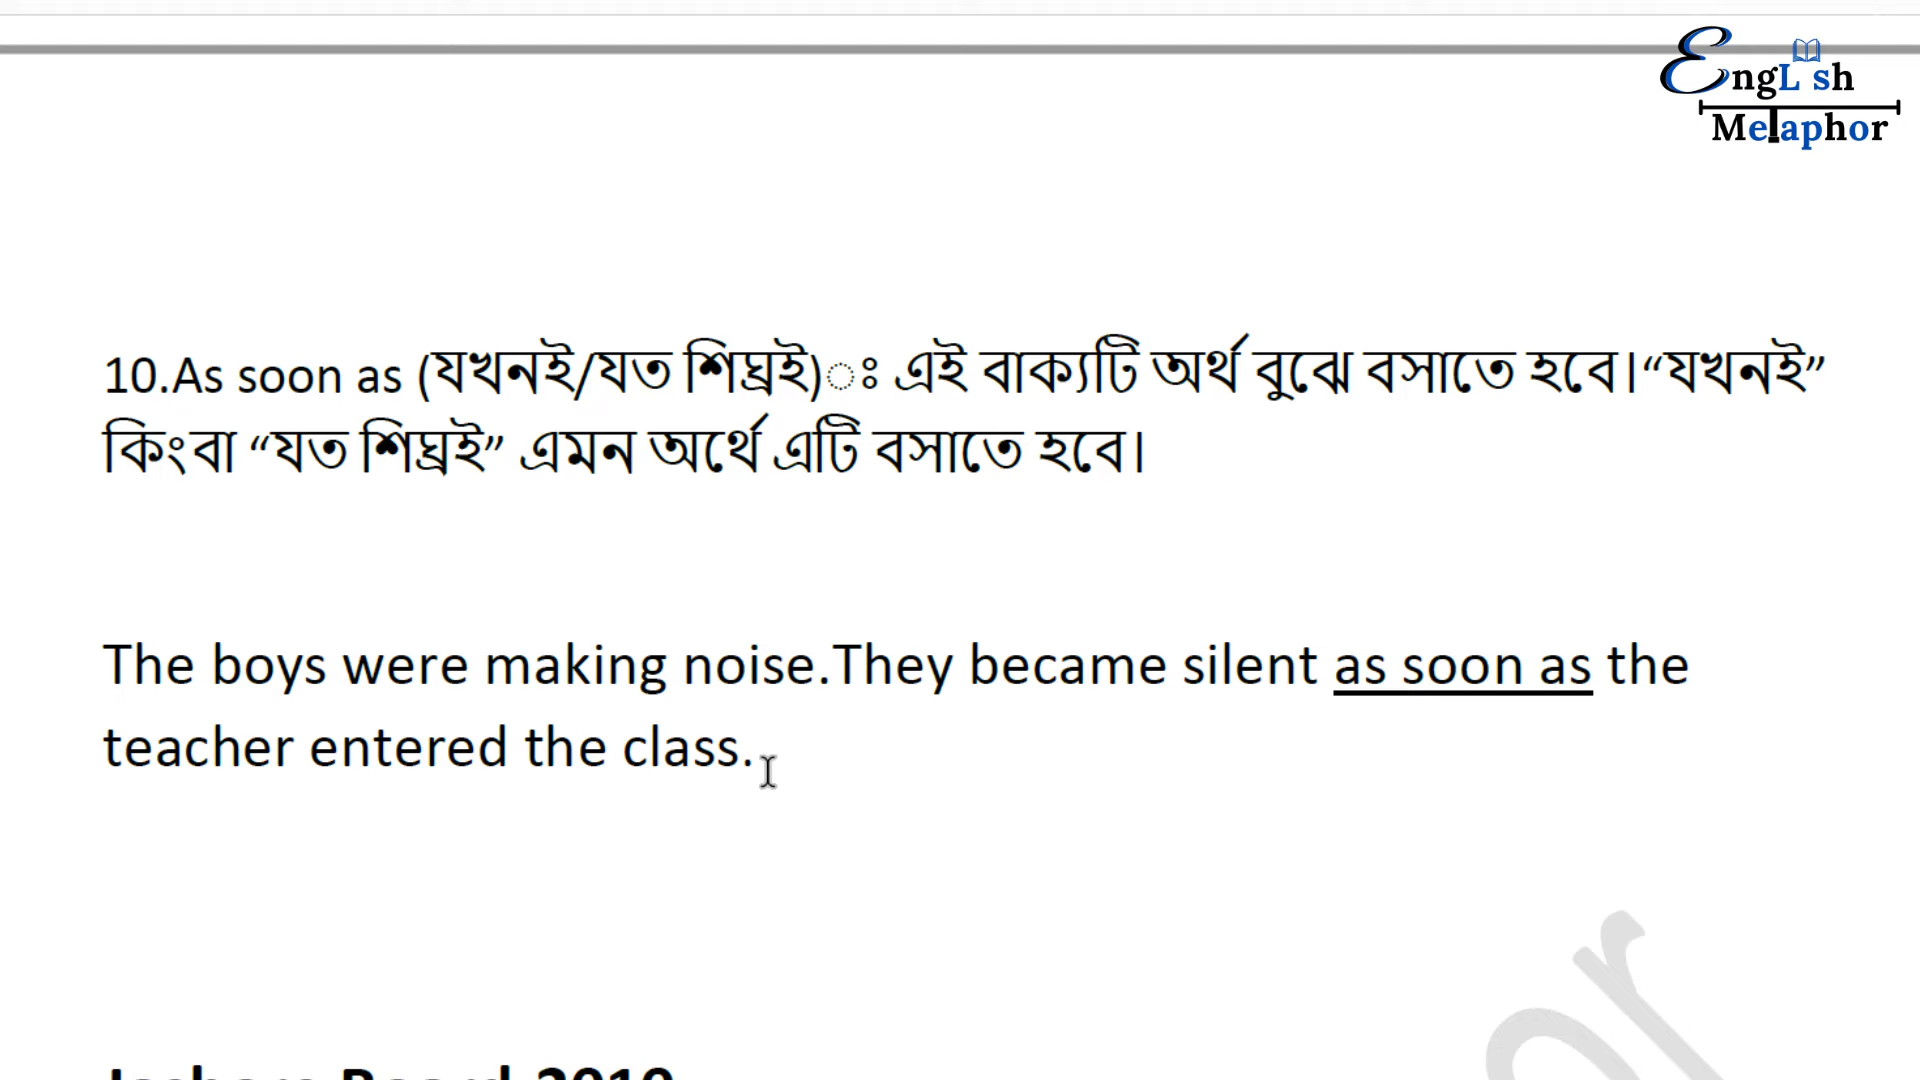 EngLish
Metaphor
10.As soon as (যখনই/যত শিঘ্রই)ঃ এই বাক্যটি অর্থ বুঝে বসাতে হবে।“যখনই”
কিংবা “যত শিঘ্রই” এমন অর্থে এটি বসাতে হবে।
The boys were making noise.They became silent as soon as the
teacher entered the class.
Board 2019